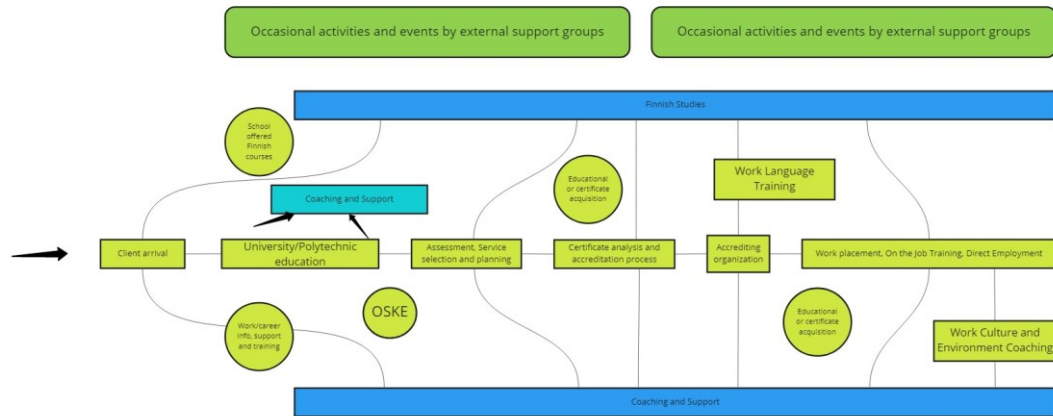 Occasional activities and events by external support groups
Occasional activities and events by external support groups
Finnish Studies
School
offered
Finnish
courses
Educational
or certificate
acquisition
Work Language
Training
Coaching and Support
Client arrival
University/Polytechnic
education
Assessment, Service
selection and planning
Certificate analysis and
accreditation process
Accrediting
organization
Work placement, On the Job Training, Direct Employment
OSKE
Work/career
info, support
and training
Educational
or certificate
acquisition
Work Culture and
Environment Coaching
Coaching and Support